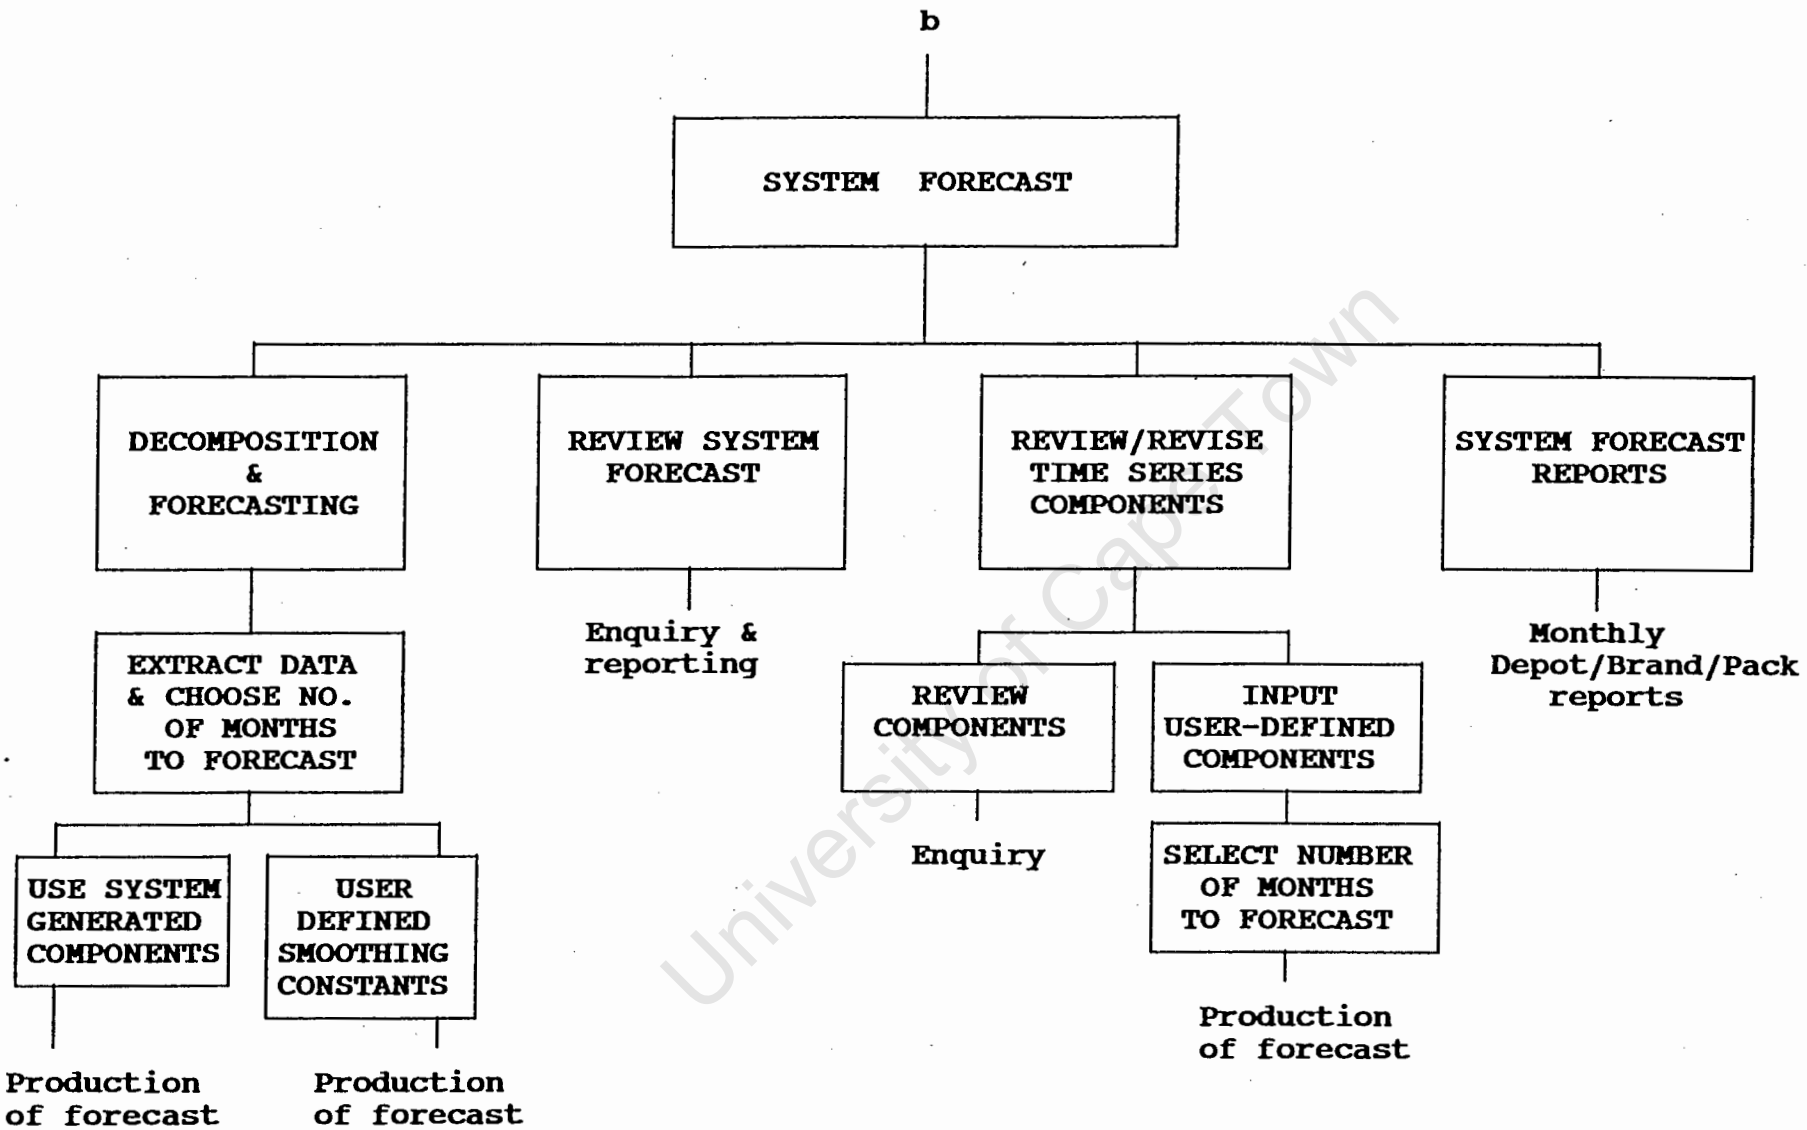 b
SYSTEM FORECAST
DECOMPOSITION
&
FORECASTING
REVIEW SYSTEM
FORECAST
REVIEW/REVISE
TIME SERIES
COMPONENTS
SYSTEM FORECAST
REPORTS
EXTRACT DATA
& CHOOSE NO.
OF MONTHS
TO FORECAST
Enquiry &
reporting
REVIEW
COMPONENTS
INPUT
USER-DEFINED
COMPONENTS
Monthly
Depot/Brand/Pack
reports
USE SYSTEM
GENERATED
COMPONENTS
USER
DEFINED
SMOOTHING
CONSTANTS
Enquiry
SELECT NUMBER
OF MONTHS
TO FORECAST
Production
of forecast
Production
of forecast
Production
of forecast
University of Cape Town